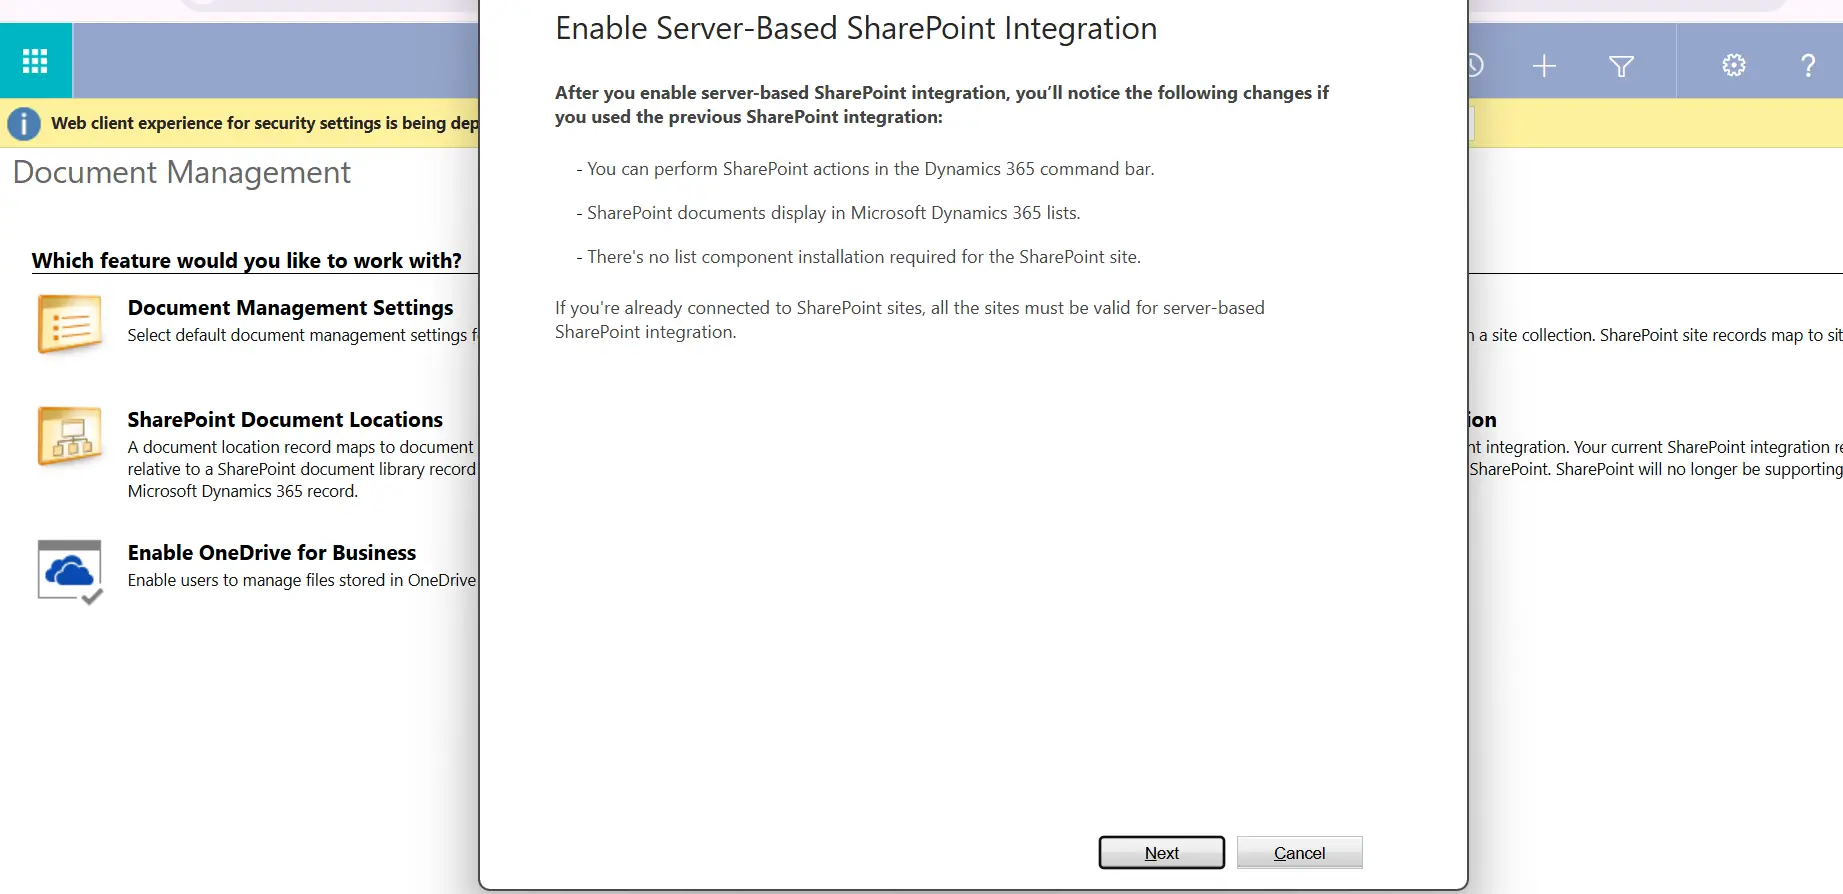 Enable Server-Based SharePoint Integration
After you enable server-based SharePoint integration, you’ll notice the following changes if
you used the previous SharePoint integration:
- You can perform SharePoint actions in the Dynamics 365 command bar.
- SharePoint documents display in Microsoft Dynamics 365 lists.
- There's no list component installation required for the SharePoint site.
If you're already connected to SharePoint sites, all the sites must be valid for server-based
SharePoint integration.
Next
Cancel
Web client experience for security settings is being dep
Document Management
Which feature would you like to work with?
Document Management Settings
Select default document management settings f
SharePoint Document Locations
A document location record maps to document
relative to a SharePoint document library record
Microsoft Dynamics 365 record.
Enable OneDrive for Business
Enable users to manage files stored in OneDrive
a site collection. SharePoint site records map to sit
ion
nt integration. Your current SharePoint integration re
SharePoint. SharePoint will no longer be supporting
?